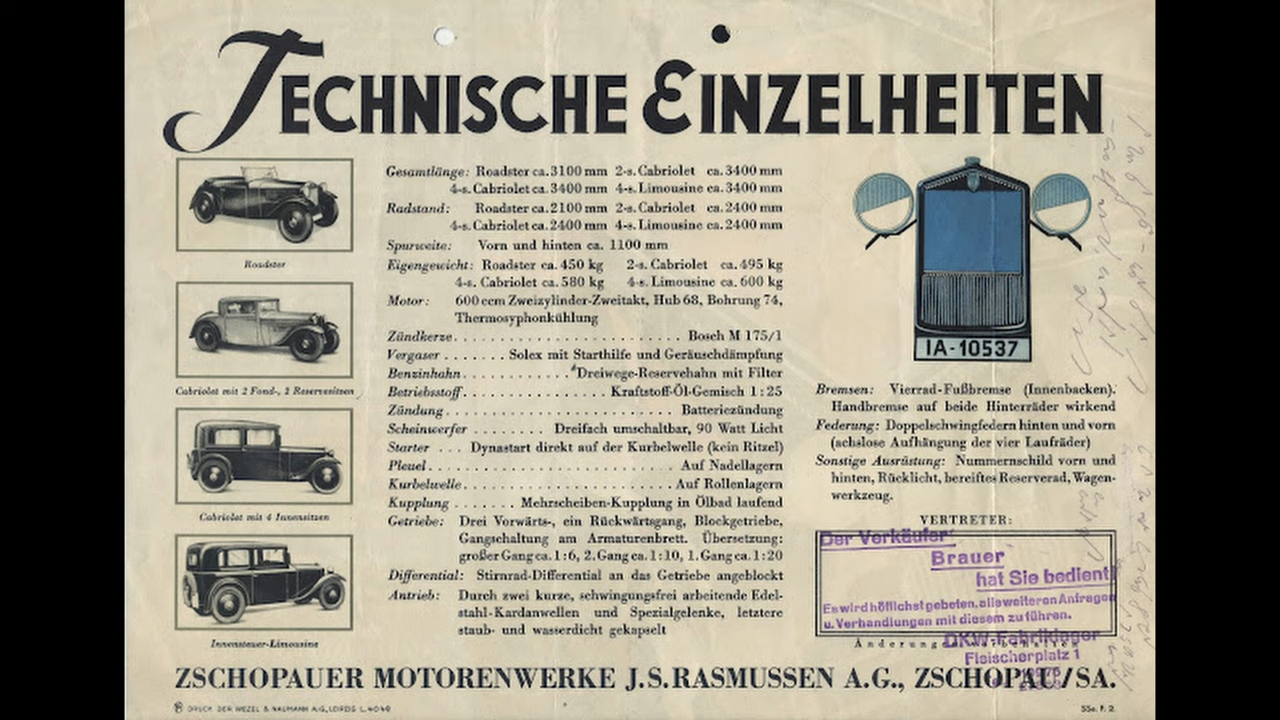 TECHNISCHE EINZELHEITEN
Roadster
Cabriolet mit 2 Fond-, 2 Reservesitzen
Cabriolet mit 4 Innensitzen
Innensteuer-Limousine
Gesamtlänge: Roadster ca. 3100 mm 2-s. Cabriolet ca. 3400 mm
4-s. Cabriolet ca. 3400 mm 4-s. Limousine ca. 3400 mm
Radstand: Roadster ca. 2100 mm 2-s. Cabriolet ca. 2400 mm
4-s. Cabriolet ca. 2400 mm 4-s. Limousine ca. 2400 mm
Spurweite: Vorn und hinten ca. 1100 mm
Eigengewicht: Roadster ca. 450 kg 2-s. Cabriolet ca. 495 kg
4-s. Cabriolet ca. 580 kg 4-s. Limousine ca. 600 kg
Motor: 600 ccm Zweizylinder-Zweitakt, Hub 68, Bohrung 74,
Thermosyphonkühlung
Zündkerze . . . . . Bosch M 175/1
Vergaser . . . . . Solex mit Starthilfe und Geräuschdämpfung
Benzinhahn . . . . . Dreiwege-Reservehahn mit Filter
Betriebsstoff . . . . . Kraftstoff-Öl-Gemisch 1 : 25
Zündung . . . . . Batteriezündung
Scheinwerfer . . . . . Dreifach umschaltbar, 90 Watt Licht
Starter . . . Dynastart direkt auf der Kurbelwelle (kein Ritzel)
Pleuel . . . . . Auf Nadellagern
Kurbelwelle . . . . . Auf Rollenlagern
Kupplung . . . . . Mehrscheiben-Kupplung in Ölbad laufend
Getriebe: Drei Vorwärts-, ein Rückwärtsgang, Blockgetriebe,
Gangschaltung am Armaturenbrett. Übersetzung:
großer Gang ca. 1 : 6, 2. Gang ca. 1 : 10, 1. Gang ca. 1 : 20
Differential: Stirnrad-Differential an das Getriebe angeblockt
Antrieb: Durch zwei kurze, schwingungsfrei arbeitende Edel-
stahl-Kardanwellen und Spezialgelenke, letztere
staub- und wasserdicht gekapselt
IA-10537
Bremsen: Vierrad-Fußbremse (Innenbacken).
Handbremse auf beide Hinterräder wirkend
Federung: Doppelschwingfedern hinten und vorn
(achslose Aufhängung der vier Laufräder)
Sonstige Ausrüstung: Nummernschild vorn und
hinten, Rücklicht, bereiftes Reserverad, Wagen-
werkzeug.
VERTRETER:
Der Verkäufer
Brauer
hat Sie bedient!
Es wird höflichst gebeten, alle weiteren Anfragen
u. Verhandlungen mit diesem zu führen.
Änderungen
DKW-Fabriklager
Fleischerplatz 1
ZSCHOPAUER MOTORENWERKE J. S. RASMUSSEN A.G., ZSCHOPAU/SA.
DRUCK DER WEZEL & NAUMANN A.G., LEIPZIG L. 4040
55e. F. 2.